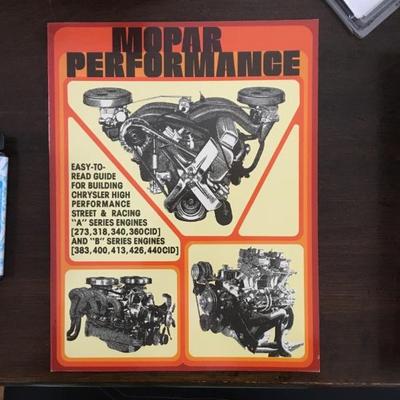 MOPAR
PERFORMANCE
EASY-TO-
READ GUIDE
FOR BUILDING
CHRYSLER HIGH
PERFORMANCE
STREET & RACING
"A" SERIES ENGINES
[273,318,340,360CID]
AND "B" SERIES ENGINES
[383,400,413,426,440CID]